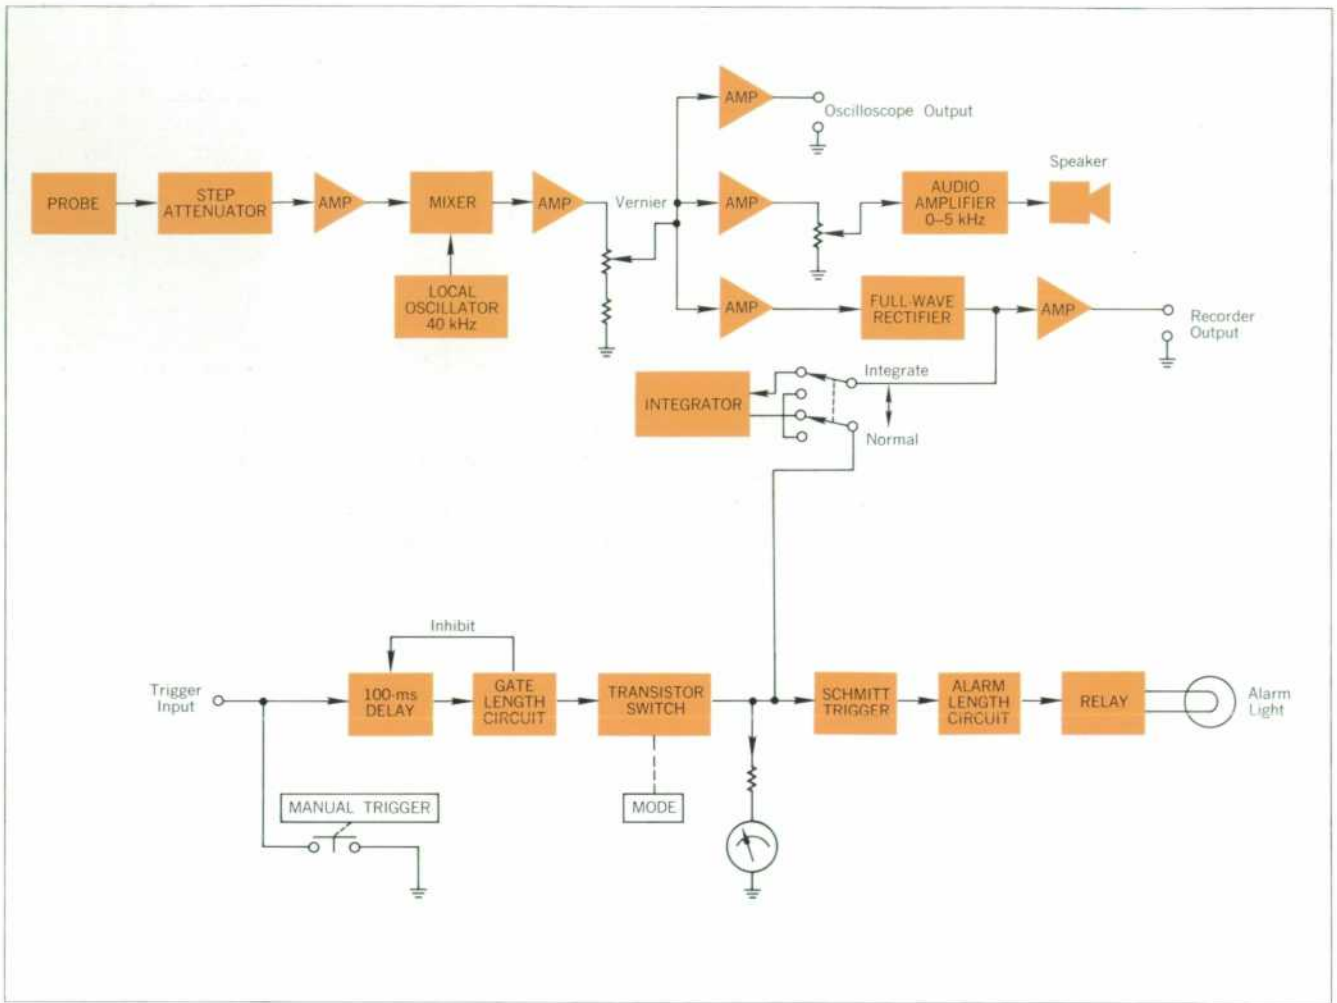 AMP
Oscilloscope Output
Speaker
PROBE
STEP
ATTENUATOR
AMP
MIXER
AMP
Vernier
AMP
AUDIO
AMPLIFIER
0–5 kHz
LOCAL
OSCILLATOR
40 kHz
AMP
FULL-WAVE
RECTIFIER
AMP
Recorder
Output
INTEGRATOR
Integrate
Normal
Inhibit
Trigger
Input
100-ms
DELAY
GATE
LENGTH
CIRCUIT
TRANSISTOR
SWITCH
SCHMITT
TRIGGER
ALARM
LENGTH
CIRCUIT
RELAY
Alarm
Light
MANUAL TRIGGER
MODE